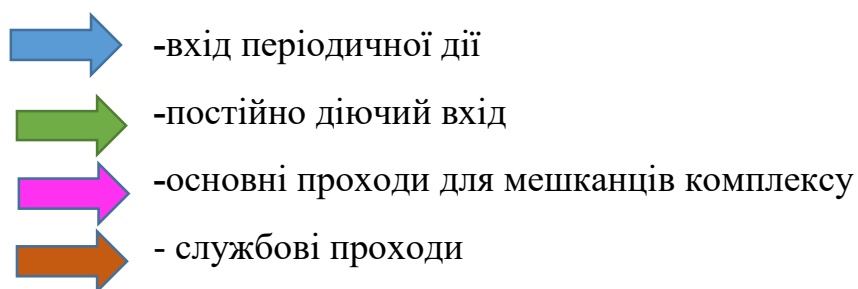 -вхід періодичної дії
-постійно діючий вхід
-основні проходи для мешканців комплексу
- службові проходи